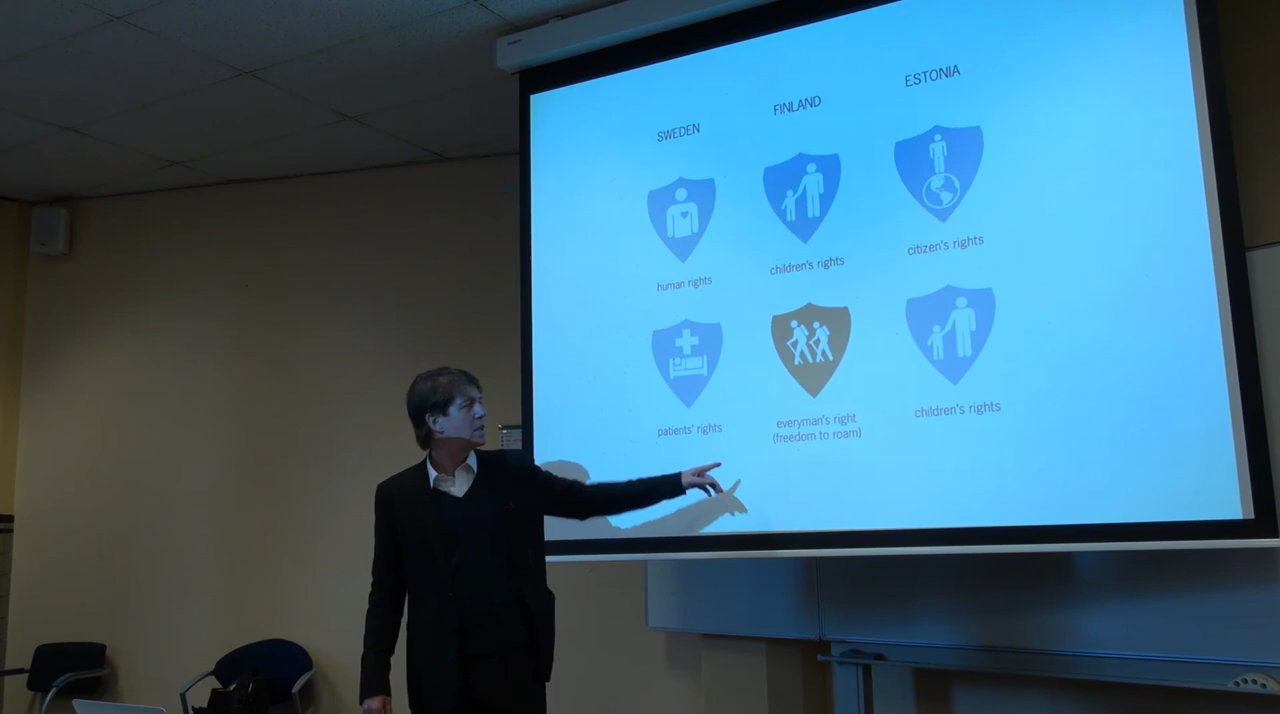 SWEDEN
human rights
patients' rights
FINLAND
children's rights
everyman's right
(freedom to roam)
ESTONIA
citizen's rights
children's rights